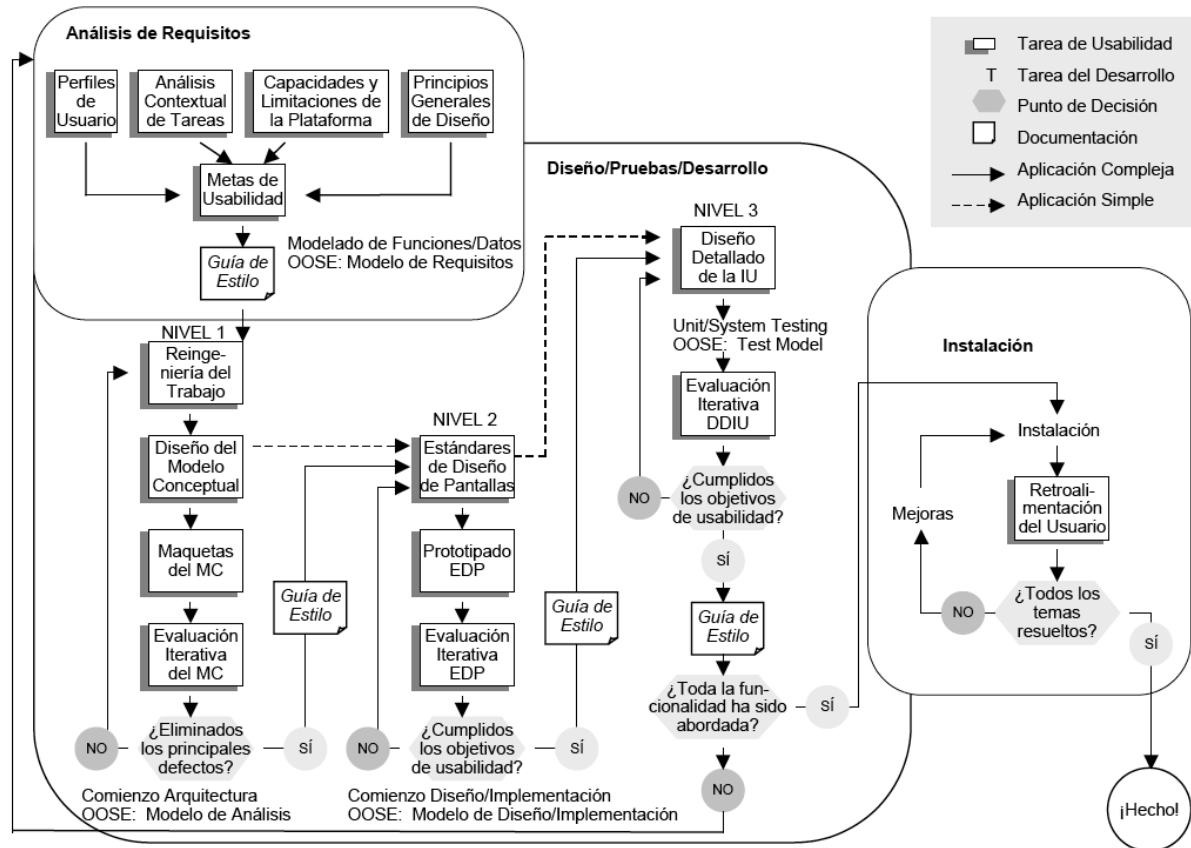 Análisis de Requisitos
Perfiles
de
Usuario
Análisis
Contextual
de Tareas
Capacidades y
Limitaciones de
la Plataforma
Principios
Generales
de Diseño
Metas de
Usabilidad
Guía de
Estilo
Modelado de Funciones/Datos
OOSE: Modelo de Requisitos
Tarea de Usabilidad
T Tarea del Desarrollo
Punto de Decisión
Documentación
Aplicación Compleja
Aplicación Simple
Diseño/Pruebas/Desarrollo
NIVEL 1
Reinge-
niería del
Trabajo
Diseño del
Modelo
Conceptual
Maquetas
del MC
Evaluación
Iterativa
del MC
¿Eliminados
los principales
defectos?
NO
SÍ
Guía de
Estilo
Comienzo Arquitectura
OOSE: Modelo de Análisis
NIVEL 2
Estándares
de Diseño
de Pantallas
Prototipado
EDP
Evaluación
Iterativa
EDP
¿Cumplidos
los objetivos
de usabilidad?
NO
SÍ
Guía de
Estilo
Comienzo Diseño/Implementación
OOSE: Modelo de Diseño/Implementación
NIVEL 3
Diseño
Detallado
de la IU
Unit/System Testing
OOSE: Test Model
Evaluación
Iterativa
DDIU
¿Cumplidos
los objetivos
de usabilidad?
NO
SÍ
Guía de
Estilo
¿Toda la fun-
cionalidad ha sido
abordada?
SÍ
NO
Instalación
Instalación
Retroali-
mentación
del Usuario
Mejoras
¿Todos los
temas
resueltos?
NO
SÍ
¡Hecho!